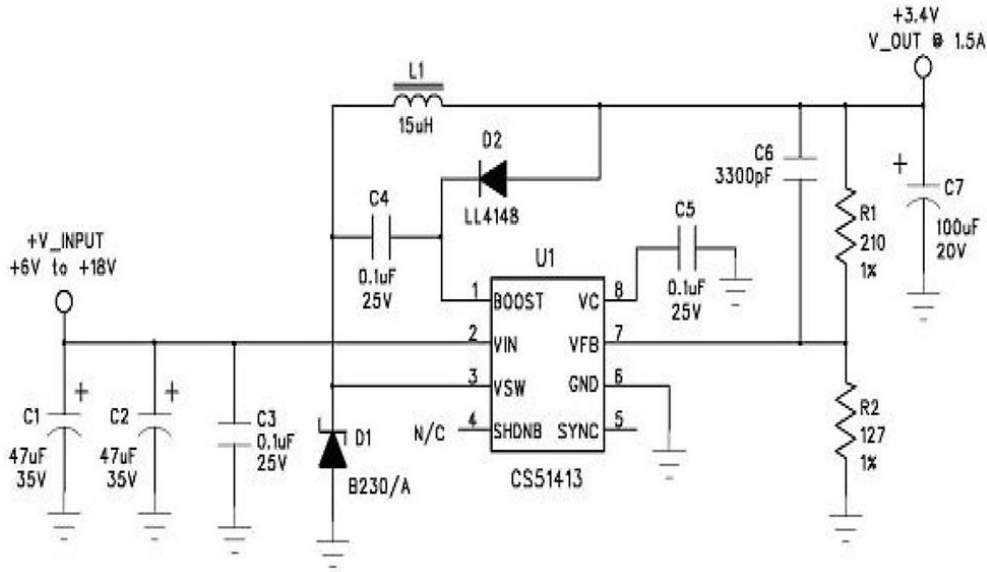 +3.4V
V_OUT @ 1.5A
L1
15uH
D2
LL4148
C4
0.1uF
25V
C6
3300pF
C5
0.1uF
25V
R1
210
1%
+
C7
100uF
20V
+V_INPUT
+6V to +18V
U1
1 BOOST VC 8
2 VIN VFB 7
3 VSW GND 6
N/C 4 SHDNB SYNC 5
CS51413
+
C1
47uF
35V
+
C2
47uF
35V
C3
0.1uF
25V
D1
B230/A
R2
127
1%